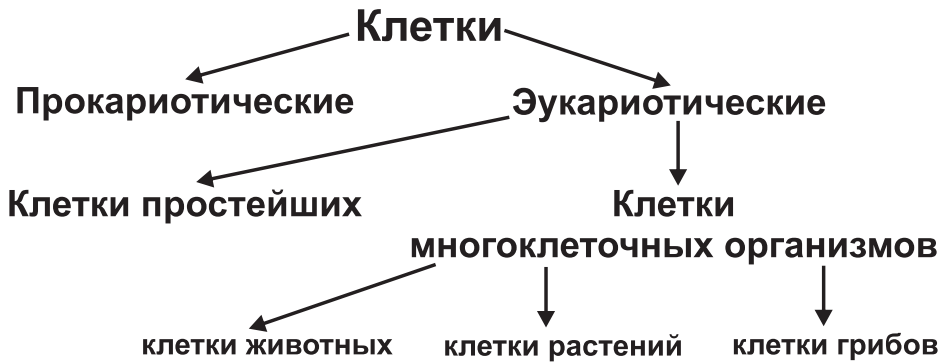 Клетки
Прокариотические
Эукариотические
Клетки простейших
Клетки
многоклеточных организмов
клетки животных
клетки растений
клетки грибов